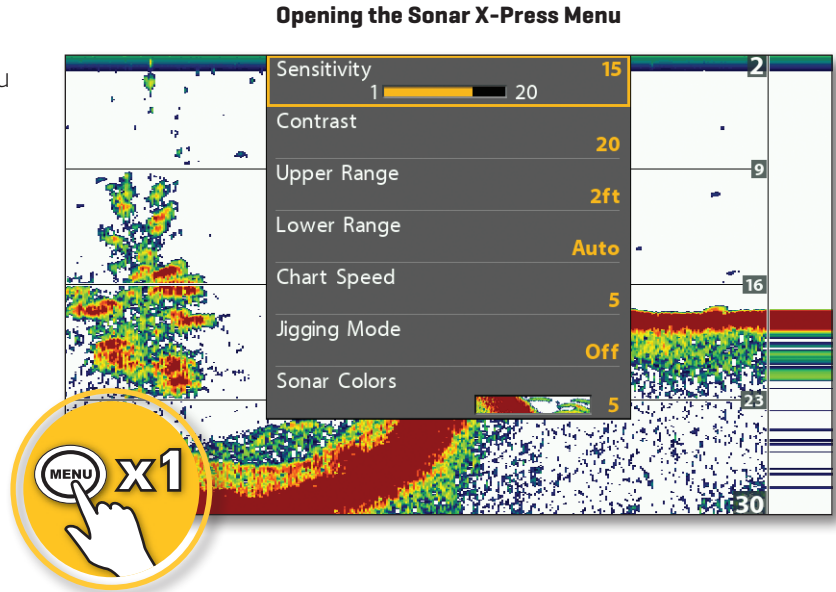 Opening the Sonar X-Press Menu
u
Sensitivity 15
1 20
Contrast
20
Upper Range
2ft
Lower Range
Auto
Chart Speed
5
Jigging Mode
Off
Sonar Colors
5
2
9
16
23
30
MENU x1